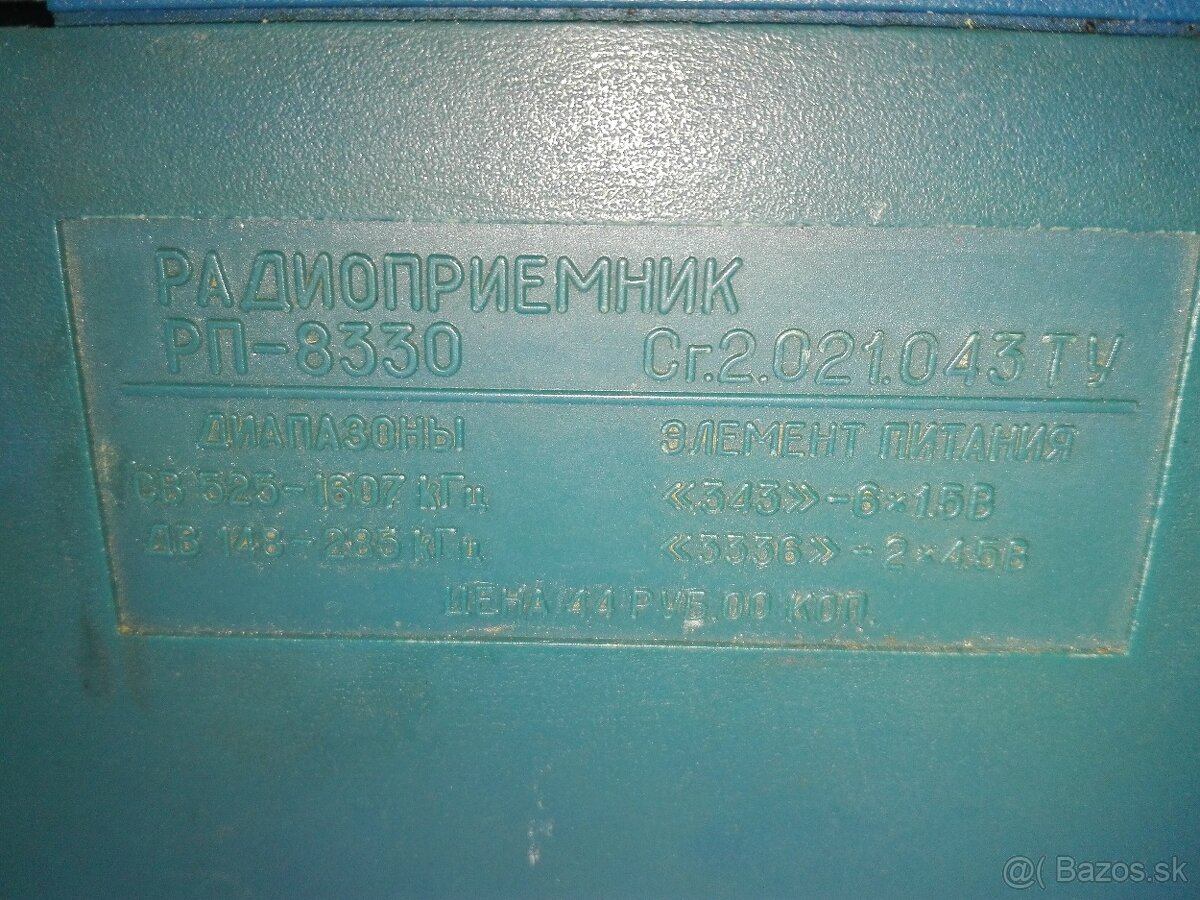 РАДИОПРИЕМНИК
РП-8330 Сг.2.021.043 ТУ
ДИАПАЗОНЫ ЭЛЕМЕНТ ПИТАНИЯ
СВ 525-1607 кГц «343» -6×1.5В
ДВ 148-285 кГц «3336» -2×4.5В
ЦЕНА 44 РУБ.00 КОП.
@( Bazos.sk